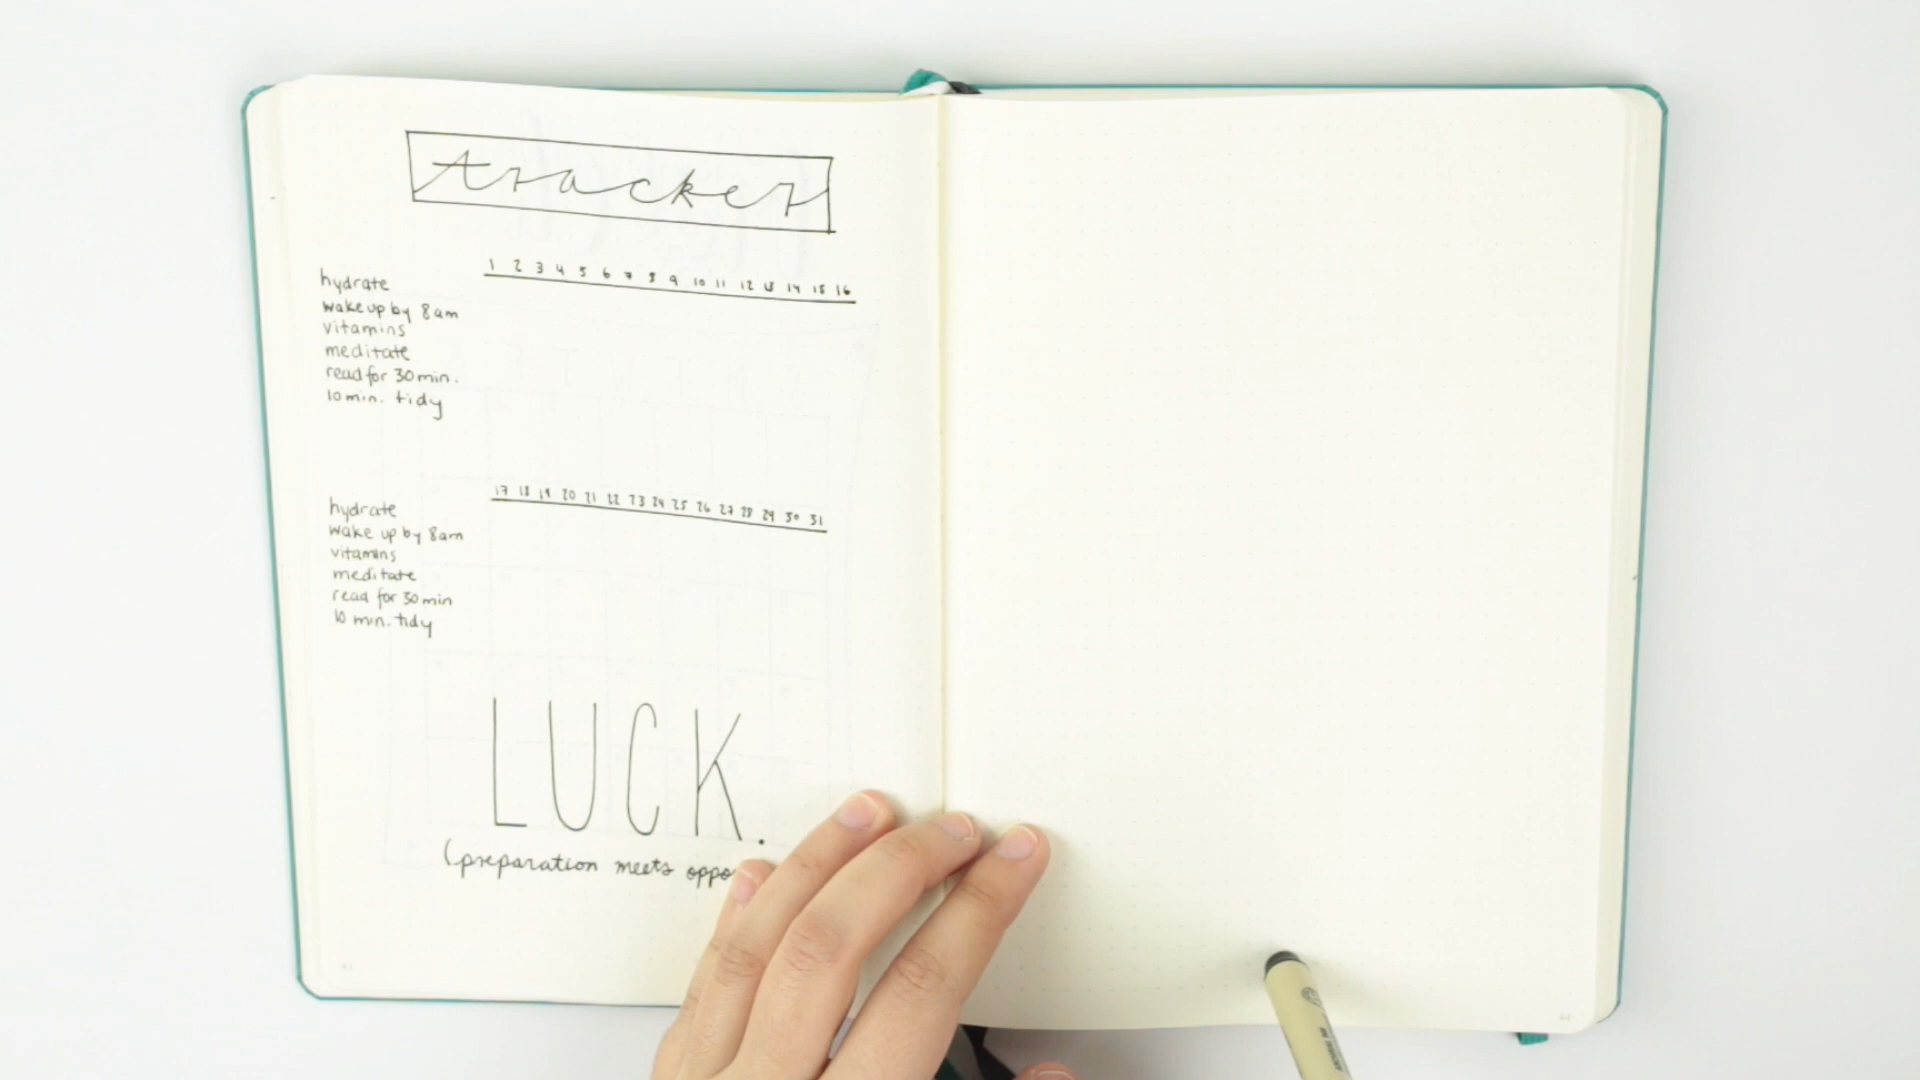 tracker
1 2 3 4 5 6 7 8 9 10 11 12 13 14 15 16
hydrate
wake up by 8am
vitamins
meditate
read for 30 min.
10 min. tidy
17 18 19 20 21 22 23 24 25 26 27 28 29 30 31
hydrate
wake up by 8am
vitamins
meditate
read for 30 min
10 min. tidy
LUCK.
(preparation meets oppo